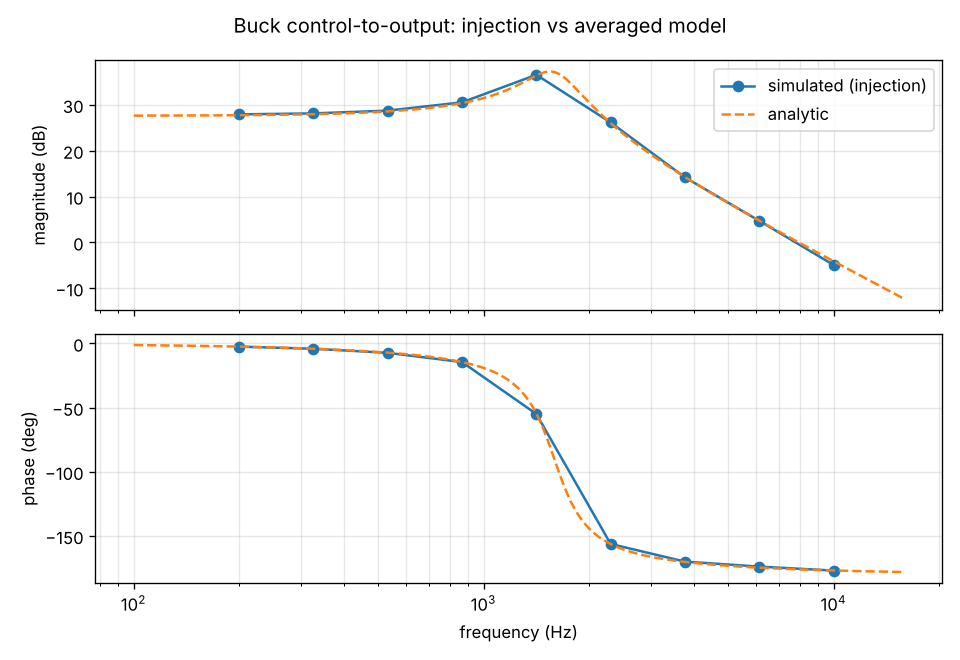 Buck control-to-output: injection vs averaged model
simulated (injection)
analytic
magnitude (dB)
30
20
10
0
−10
phase (deg)
0
−50
−100
−150
10²
10³
10⁴
frequency (Hz)